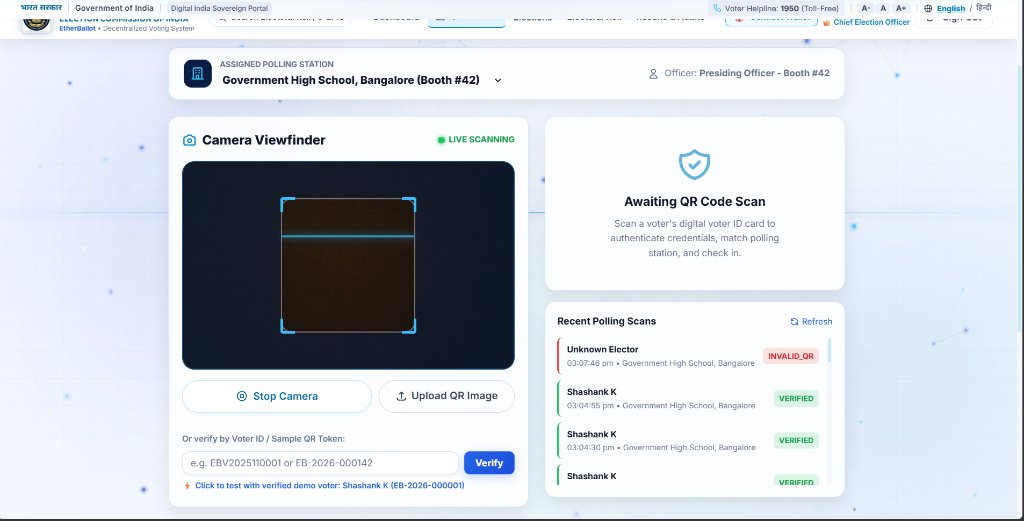 भारत सरकार | Government of India | Digital India Sovereign Portal
Voter Helpline: 1950 (Toll-Free) | A- A A+ | English / हिन्दी
ELECTION COMMISSION OF INDIA
EtherBallot • Decentralized Voting System
Chief Election Officer
Sign Out
ASSIGNED POLLING STATION
Government High School, Bangalore (Booth #42)
Officer: Presiding Officer - Booth #42
Camera Viewfinder
LIVE SCANNING
Stop Camera
Upload QR Image
Or verify by Voter ID / Sample QR Token:
e.g. EBV2025110001 or EB-2026-000142
Verify
Click to test with verified demo voter: Shashank K (EB-2026-000001)
Awaiting QR Code Scan
Scan a voter's digital voter ID card to
authenticate credentials, match polling
station, and check in.
Recent Polling Scans
Refresh
Unknown Elector
03:07:46 pm • Government High School, Bangalore
INVALID_QR
Shashank K
03:04:55 pm • Government High School, Bangalore
VERIFIED
Shashank K
03:04:30 pm • Government High School, Bangalore
VERIFIED
Shashank K
VERIFIED